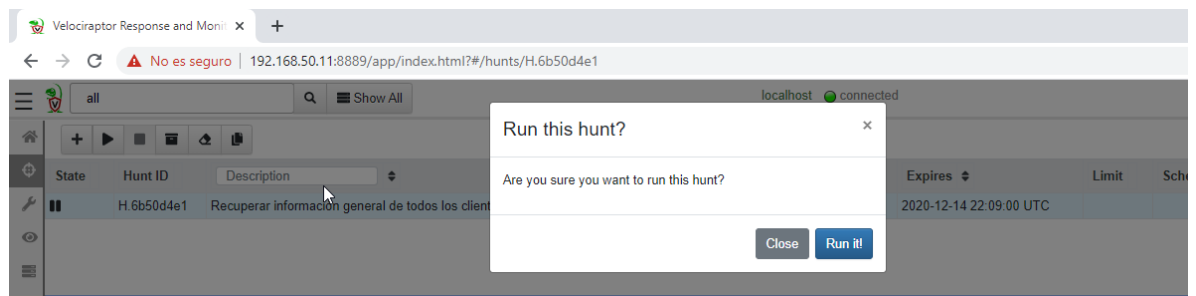 Velociraptor Response and Moni
No es seguro | 192.168.50.11:8889/app/index.html?#/hunts/H.6b50d4e1
all Show All localhost connected
Run this hunt?
State Hunt ID Description Expires Limit Sche
Are you sure you want to run this hunt?
H.6b50d4e1 Recuperar información general de todos los client 2020-12-14 22:09:00 UTC
Close Run it!